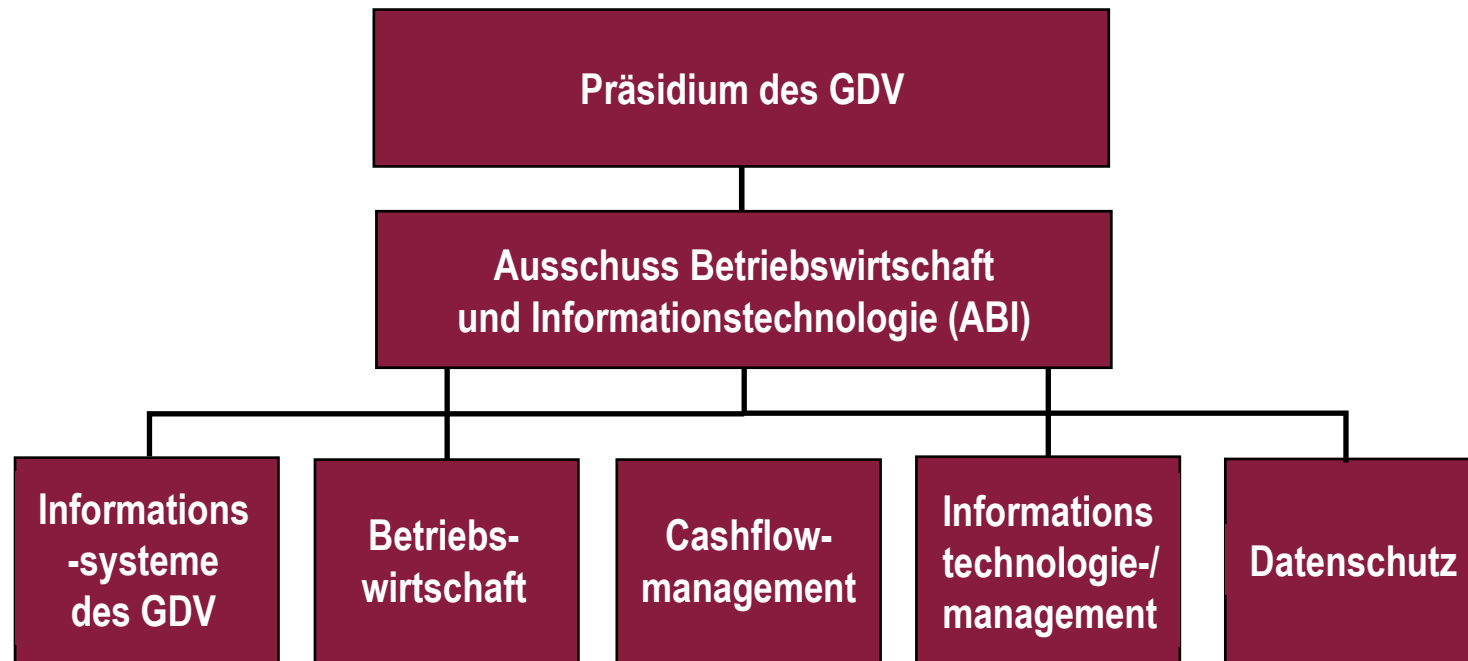 Präsidium des GDV
Ausschuss Betriebswirtschaft
und Informationstechnologie (ABI)
Informations
-systeme
des GDV
Betriebs-
wirtschaft
Cashflow-
management
Informations
technologie-/
management
Datenschutz